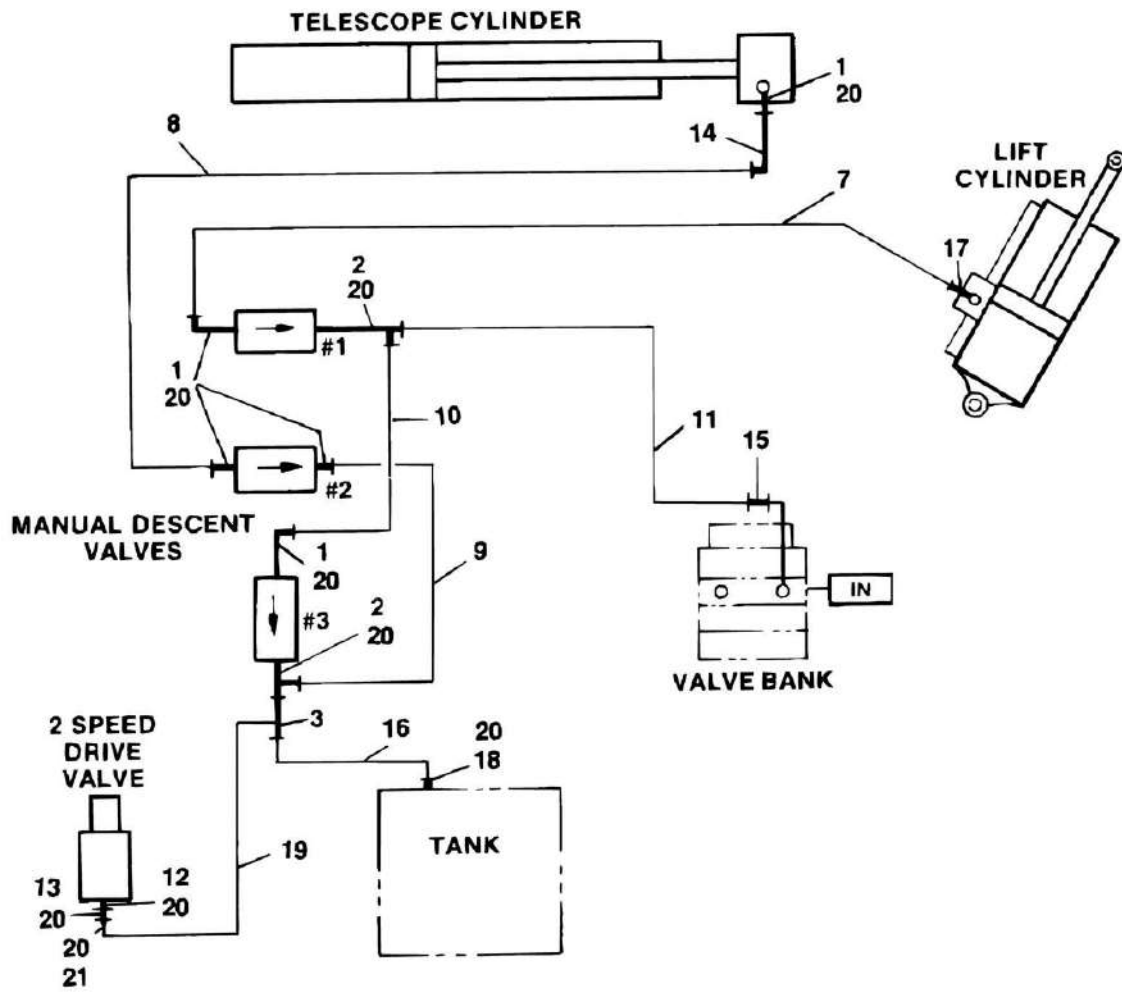 TELESCOPE CYLINDER
1
20
8
14
LIFT
CYLINDER
7
17
2
20
#1
1
20
10
11
15
#2
MANUAL DESCENT
VALVES
1
20
9
IN
#3
2
20
VALVE BANK
3
2 SPEED
DRIVE
VALVE
16
20
18
TANK
19
13
20
12
20
20
21